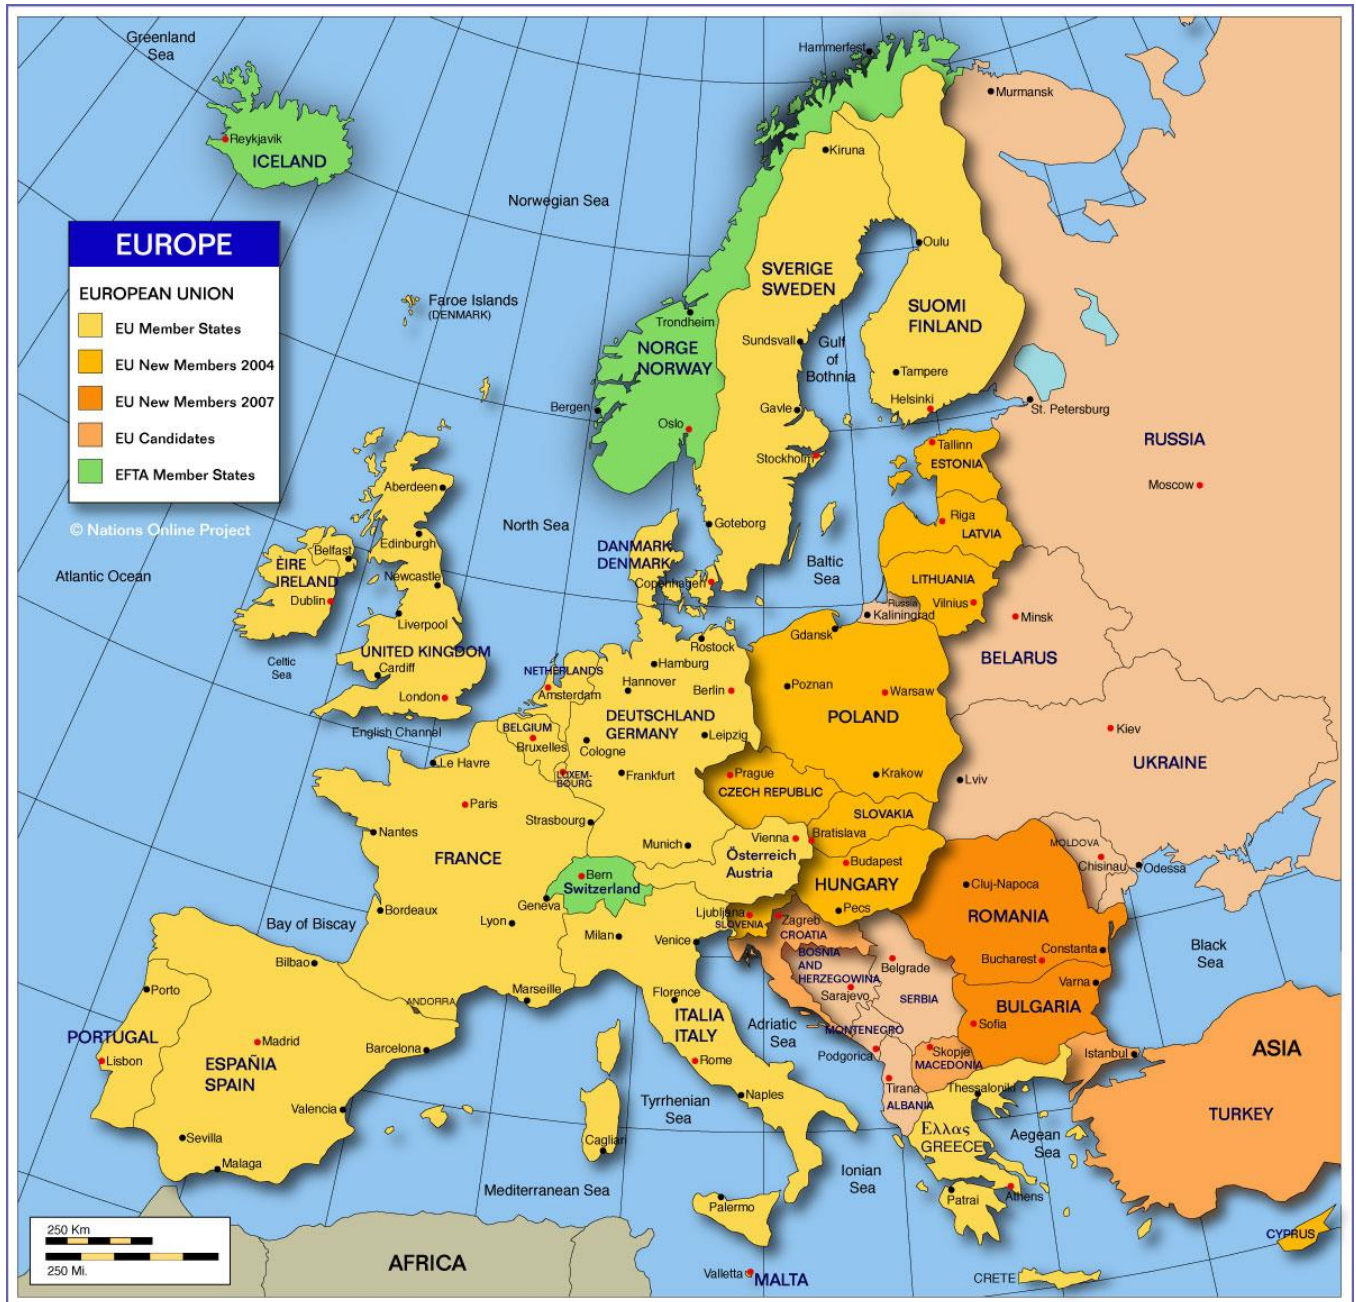 Greenland
Sea
Hammerfest
Murmansk
Reykjavik
ICELAND
Kiruna
Norwegian Sea
EUROPE
EUROPEAN UNION
EU Member States
EU New Members 2004
EU New Members 2007
EU Candidates
EFTA Member States
© Nations Online Project
Oulu
SVERIGE
SWEDEN
Faroe Islands
(DENMARK)
SUOMI
FINLAND
Trondheim
NORGE
NORWAY
Sundsvall
Gulf
of
Bothnia
Tampere
Helsinki
Bergen
Gavle
St. Petersburg
Oslo
RUSSIA
Tallinn
ESTONIA
Stockholm
Moscow
Aberdeen
North Sea
Goteborg
Riga
LATVIA
Edinburgh
Belfast
DANMARK
DENMARK
Baltic
Sea
ÈIRE
IRELAND
Atlantic Ocean
Newcastle
Copenhagen
LITHUANIA
Dublin
Russia
Vilnius
Kaliningrad
Minsk
Liverpool
Gdansk
Rostock
UNITED KINGDOM
Celtic
Sea
Cardiff
NETHERLANDS
Hamburg
BELARUS
Hannover
Poznan
London
Amsterdam
Berlin
Warsaw
DEUTSCHLAND
GERMANY
POLAND
English Channel
BELGIUM
Bruxelles
Cologne
Leipzig
Kiev
Le Havre
LUXEM-
BOURG
Frankfurt
Prague
CZECH REPUBLIC
Krakow
Lviv
UKRAINE
Paris
Strasbourg
SLOVAKIA
Nantes
Munich
Vienna
Bratislava
MOLDOVA
FRANCE
Österreich
Austria
Budapest
Chisinau
Odessa
Bern
Switzerland
HUNGARY
Cluj-Napoca
Geneva
Bordeaux
Lyon
Ljubljana
SLOVENIA
Zagreb
CROATIA
Pecs
ROMANIA
Bay of Biscay
Milan
Venice
BOSNIA
AND
HERZEGOWINA
Sarajevo
Belgrade
Constanta
Bucharest
Black
Sea
Bilbao
Porto
Marseille
ANDORRA
Florence
SERBIA
Varna
BULGARIA
ITALIA
ITALY
Adriatic
Sea
MONTENEGRO
Sofia
PORTUGAL
Lisbon
Madrid
Barcelona
Rome
Podgorica
Skopje
MACEDONIA
Istanbul
ASIA
ESPAÑIA
SPAIN
Tirana
ALBANIA
Thessaloniki
Naples
Tyrrhenian
Sea
TURKEY
Valencia
Ελλας
GREECE
Aegean
Sea
Sevilla
Malaga
Cagliari
Ionian
Sea
Mediterranean Sea
Palermo
Patrai
Athens
250 Km
250 Mi.
AFRICA
Valletta
MALTA
CRETE
CYPRUS